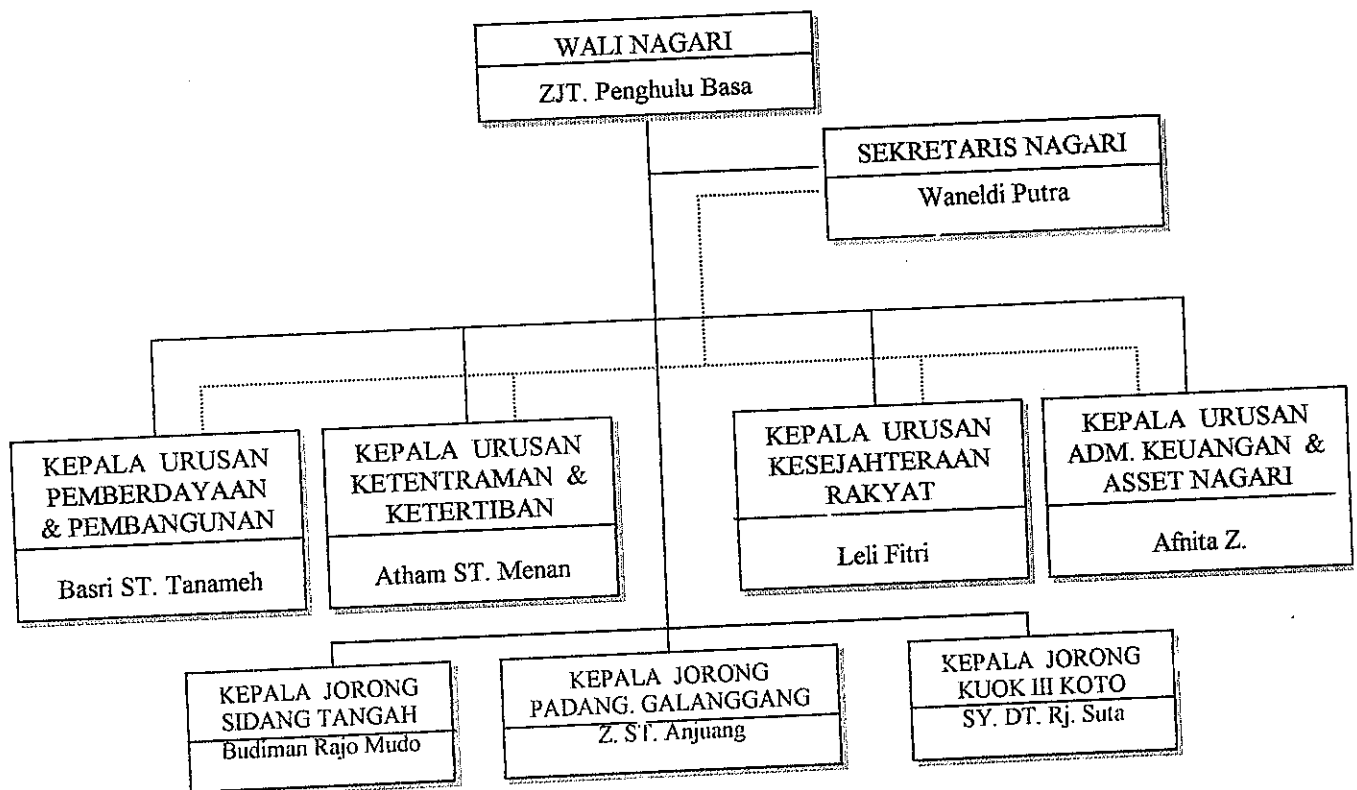 WALI NAGARI
ZJT. Penghulu Basa
SEKRETARIS NAGARI
Waneldi Putra
KEPALA URUSAN
PEMBERDAYAAN
& PEMBANGUNAN
Basri ST. Tanameh
KEPALA URUSAN
KETENTRAMAN &
KETERTIBAN
Atham ST. Menan
KEPALA URUSAN
KESEJAHTERAAN
RAKYAT
Leli Fitri
KEPALA URUSAN
ADM. KEUANGAN &
ASSET NAGARI
Afnita Z.
KEPALA JORONG
SIDANG TANGAH
Budiman Rajo Mudo
KEPALA JORONG
PADANG. GALANGGANG
Z. ST. Anjuang
KEPALA JORONG
KUOK III KOTO
SY. DT. Rj. Suta